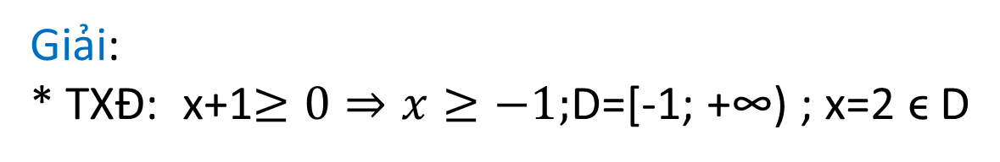 Giải:
* TXĐ: x+1≥ 0 ⇒ 𝑥 ≥ −1;D=[-1; +∞) ; x=2 ϵ D